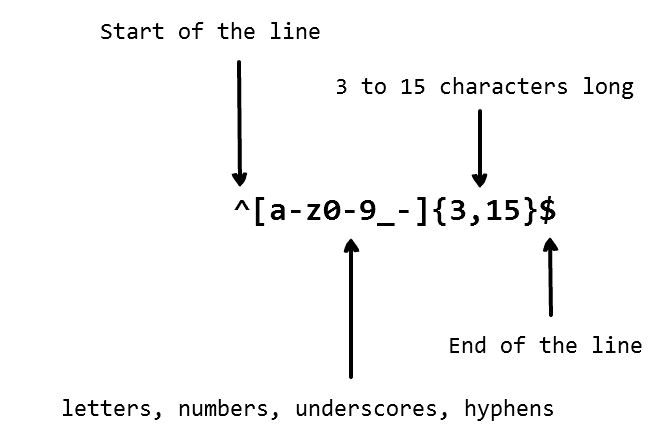 Start of the line
3 to 15 characters long
^[a-z0-9_-]{3,15}$
End of the line
letters, numbers, underscores, hyphens